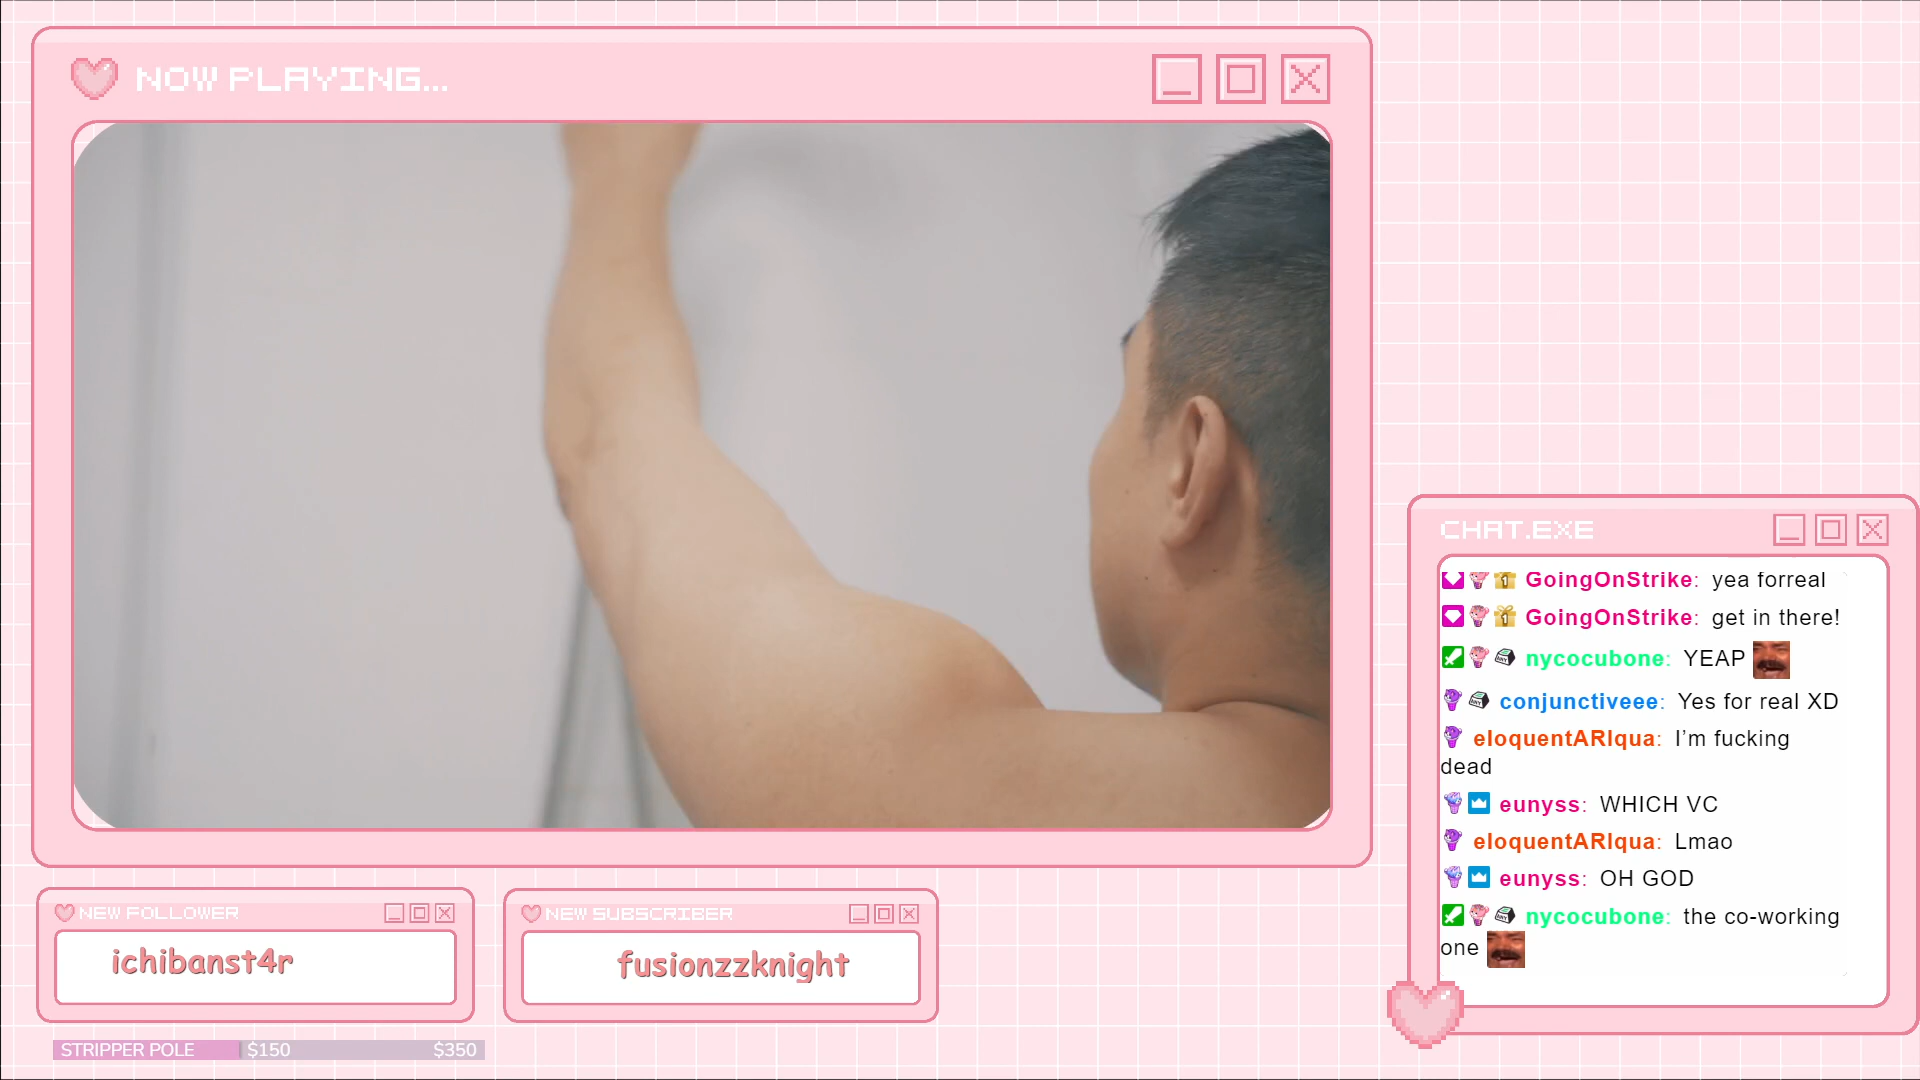 NOW PLAYING...
CHAT.EXE
GoingOnStrike: yea forreal
GoingOnStrike: get in there!
nycocubone: YEAP
conjunctiveee: Yes for real XD
eloquentARIqua: I’m fucking
dead
eunyss: WHICH VC
eloquentARIqua: Lmao
eunyss: OH GOD
nycocubone: the co-working
one
NEW FOLLOWER
ichibanst4r
NEW SUBSCRIBER
fusionzzknight
STRIPPER POLE $150 $350